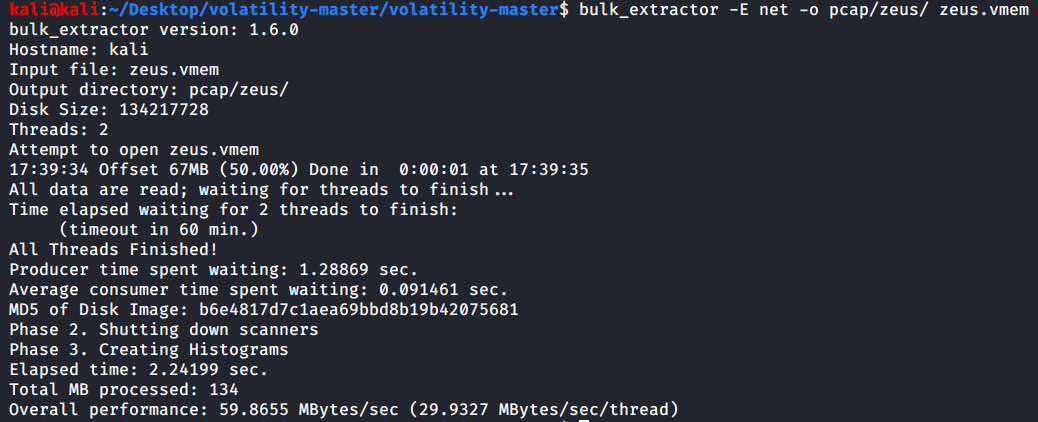 kali@kali:~/Desktop/volatility-master/volatility-master$ bulk_extractor -E net -o pcap/zeus/ zeus.vmem
bulk_extractor version: 1.6.0
Hostname: kali
Input file: zeus.vmem
Output directory: pcap/zeus/
Disk Size: 134217728
Threads: 2
Attempt to open zeus.vmem
17:39:34 Offset 67MB (50.00%) Done in  0:00:01 at 17:39:35
All data are read; waiting for threads to finish...
Time elapsed waiting for 2 threads to finish:
     (timeout in 60 min.)
All Threads Finished!
Producer time spent waiting: 1.28869 sec.
Average consumer time spent waiting: 0.091461 sec.
MD5 of Disk Image: b6e4817d7c1aea69bbd8b19b42075681
Phase 2. Shutting down scanners
Phase 3. Creating Histograms
Elapsed time: 2.24199 sec.
Total MB processed: 134
Overall performance: 59.8655 MBytes/sec (29.9327 MBytes/sec/thread)